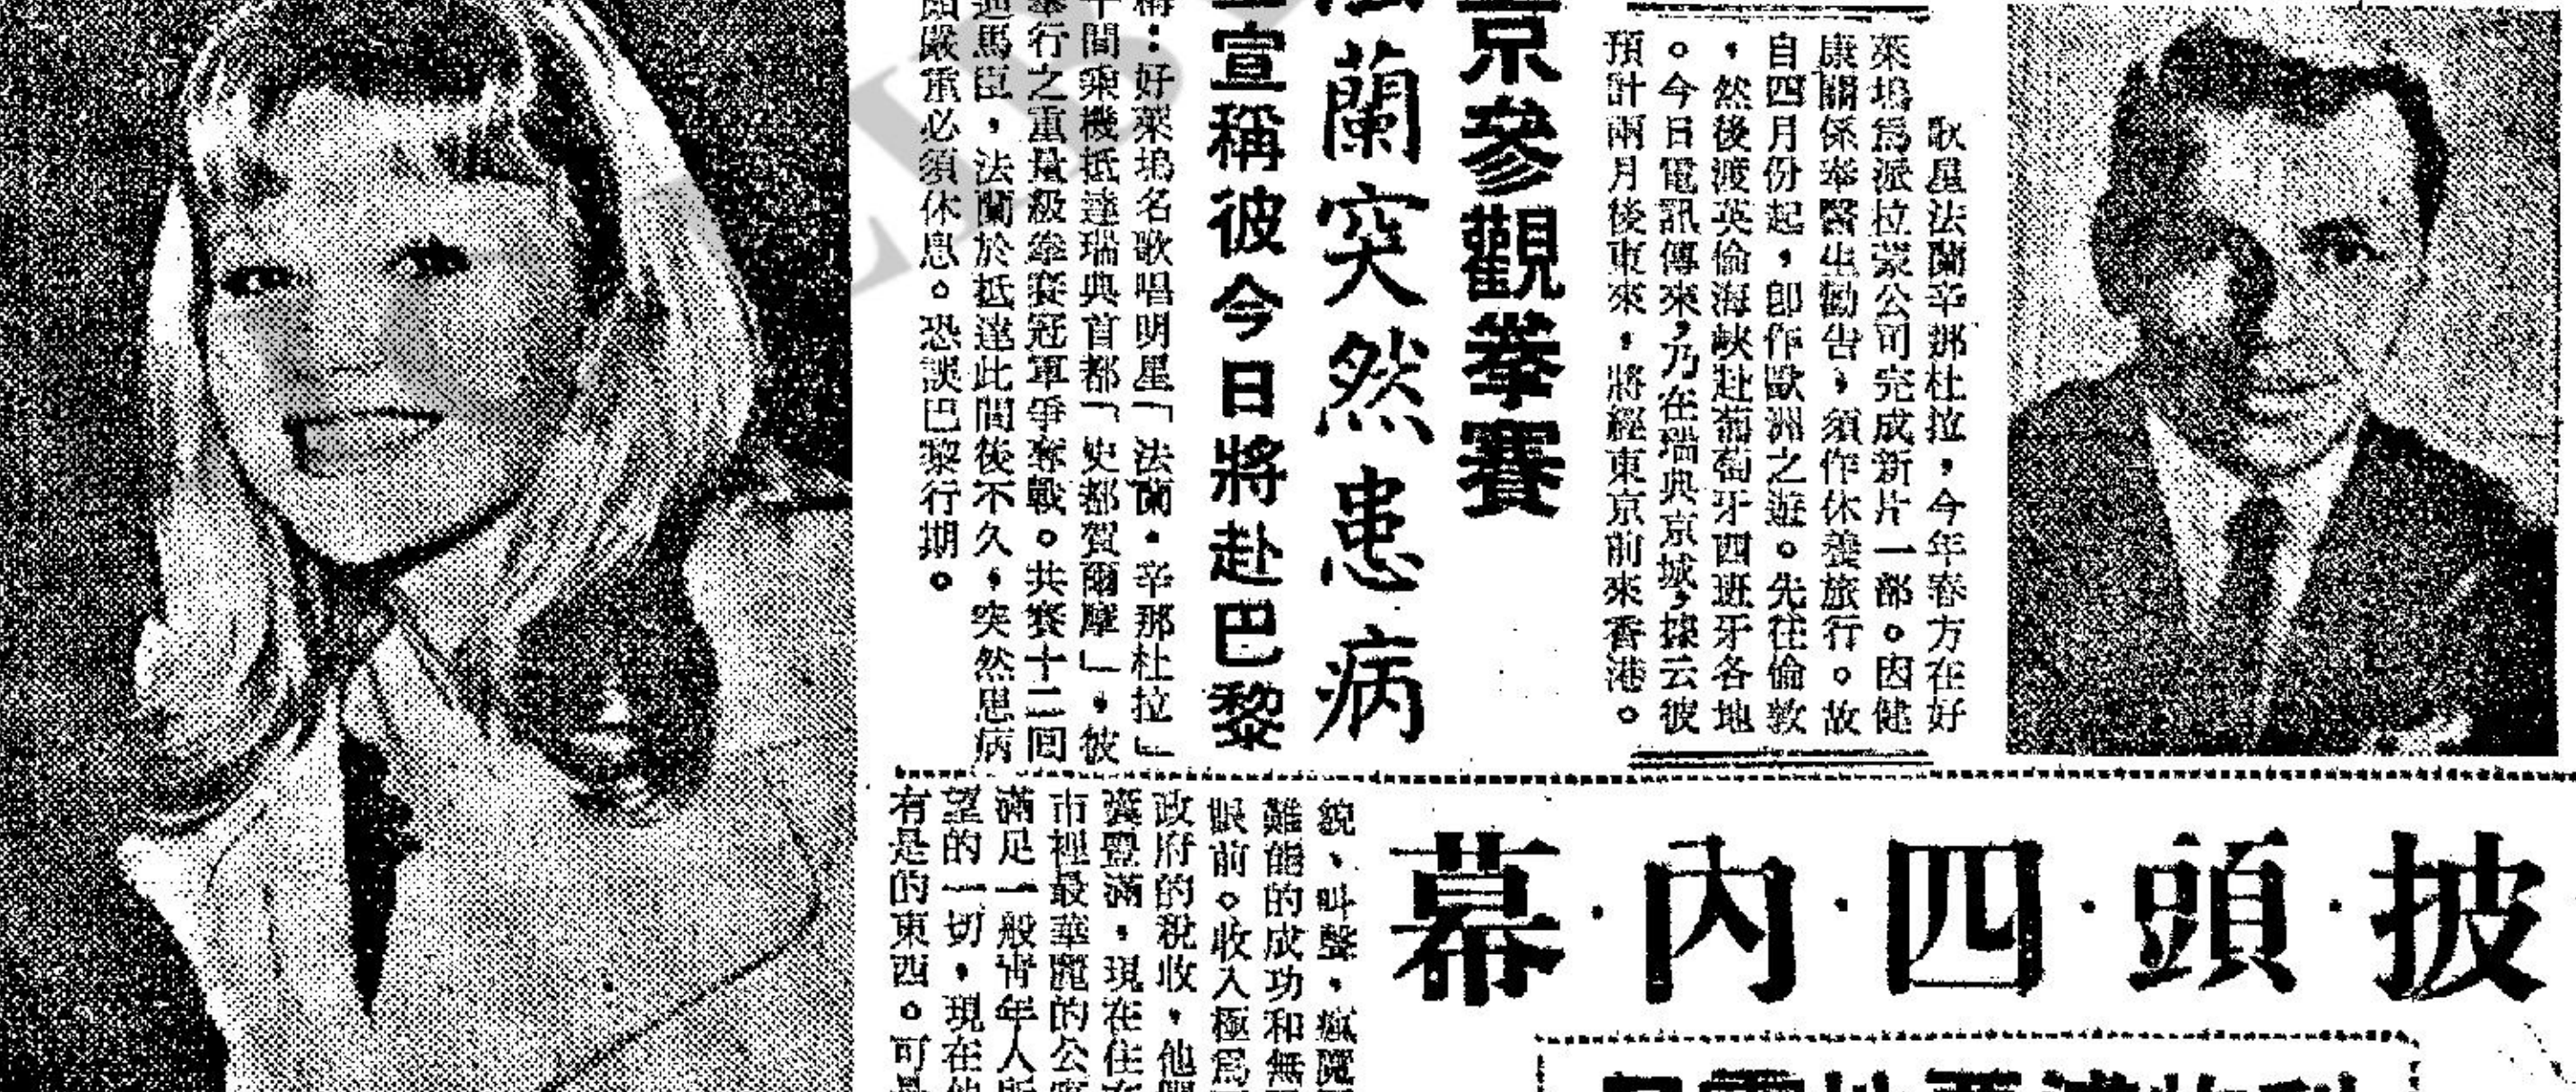 歌星法蘭辛那杜拉，今年春方在好
萊塢爲派拉蒙公司完成新片一部。因健
康關係奉醫生勸告，須作休養旅行。故
自四月份起，卽作歐洲之遊。先往倫敦
，然後渡英倫海峽赴葡萄牙西班牙各地
。今日電訊傳來，乃在瑞典京城，據云彼
預計兩月後東來，將經東京前來香港。
京參觀拳賽
法蘭突然患病
宣稱彼今日將赴巴黎
稱：好萊塢名歌唱明星「法蘭·辛那杜拉」
午間乘機抵達瑞典首都「史都賀爾摩」，彼
舉行之重量級拳賽冠軍爭奪戰。共賽十二回
迺馬臣，法蘭於抵達此間後不久，突然患病
頗嚴重必須休息。恐誤巴黎行期。
披·頭·四·內·幕
貌、叫聲，瘋
難能的成功和無
眼前。收入極爲
政府的稅收，他們
囊豐滿，現在住在
市裡最華麗的公寓
滿足一般青年人所
望的一切，現在他
有是的東西。可是